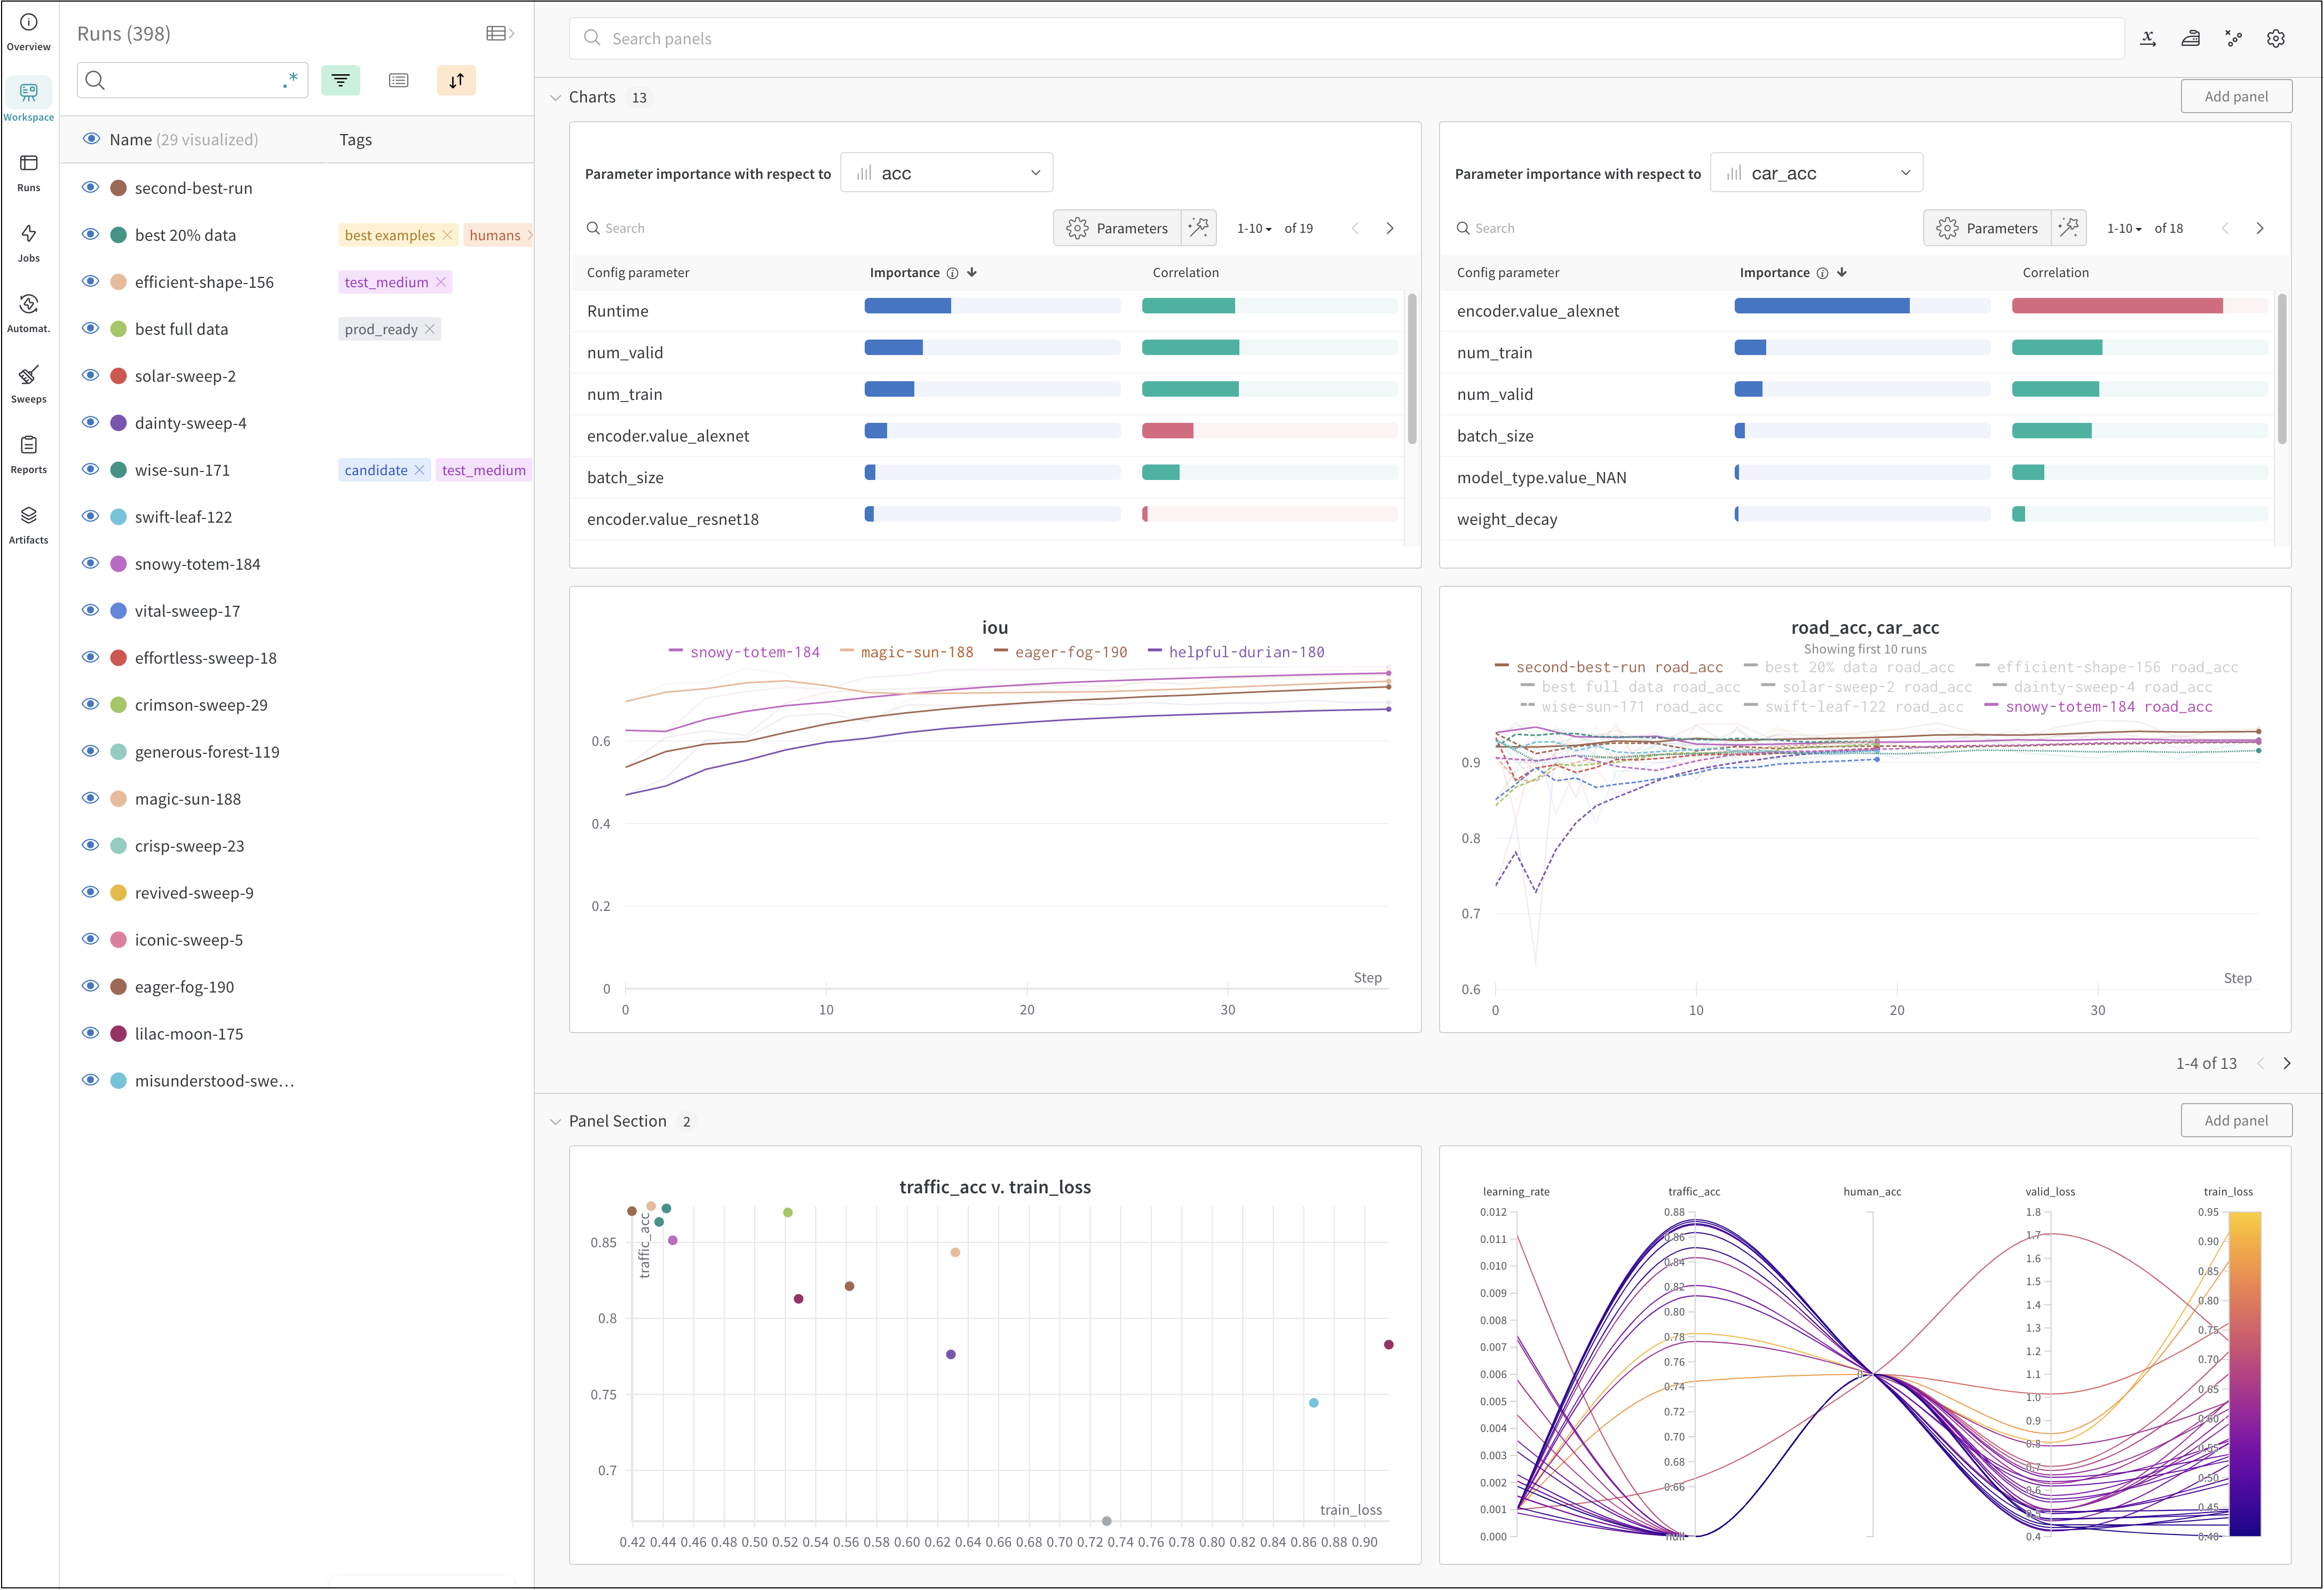 Overview
Workspace
Runs
Jobs
Automat.
Sweeps
Reports
Artifacts
Runs (398)
.*
Name (29 visualized) Tags
second-best-run
best 20% data best examples humans
efficient-shape-156 test_medium
best full data prod_ready
solar-sweep-2
dainty-sweep-4
wise-sun-171 candidate test_medium
swift-leaf-122
snowy-totem-184
vital-sweep-17
effortless-sweep-18
crimson-sweep-29
generous-forest-119
magic-sun-188
crisp-sweep-23
revived-sweep-9
iconic-sweep-5
eager-fog-190
lilac-moon-175
misunderstood-swe…
Search panels
Charts 13 Add panel
Parameter importance with respect to acc
Search Parameters 1-10 of 19
Config parameter Importance Correlation
Runtime
num_valid
num_train
encoder.value_alexnet
batch_size
encoder.value_resnet18
Parameter importance with respect to car_acc
Search Parameters 1-10 of 18
Config parameter Importance Correlation
encoder.value_alexnet
num_train
num_valid
batch_size
model_type.value_NAN
weight_decay
iou
snowy-totem-184 magic-sun-188 eager-fog-190 helpful-durian-180
0.6
0.4
0.2
0
Step
0 10 20 30
road_acc, car_acc
Showing first 10 runs
second-best-run road_acc best 20% data road_acc efficient-shape-156 road_acc
best full data road_acc solar-sweep-2 road_acc dainty-sweep-4 road_acc
wise-sun-171 road_acc swift-leaf-122 road_acc snowy-totem-184 road_acc
0.9
0.8
0.7
0.6
Step
0 10 20 30
1-4 of 13
Panel Section 2 Add panel
traffic_acc v. train_loss
traffic_acc
0.85
0.8
0.75
0.7
train_loss
0.42 0.44 0.46 0.48 0.50 0.52 0.54 0.56 0.58 0.60 0.62 0.64 0.66 0.68 0.70 0.72 0.74 0.76 0.78 0.80 0.82 0.84 0.86 0.88 0.90
learning_rate
0.012
0.011
0.010
0.009
0.008
0.007
0.006
0.005
0.004
0.003
0.002
0.001
0.000
traffic_acc
0.88
0.86
0.84
0.82
0.80
0.78
0.76
0.74
0.72
0.70
0.68
0.66
null
human_acc
valid_loss
1.8
1.7
1.6
1.5
1.4
1.3
1.2
1.1
1.0
0.9
0.8
0.7
0.6
0.4
train_loss
0.95
0.90
0.85
0.80
0.75
0.70
0.65
0.60
0.55
0.50
0.45
0.40